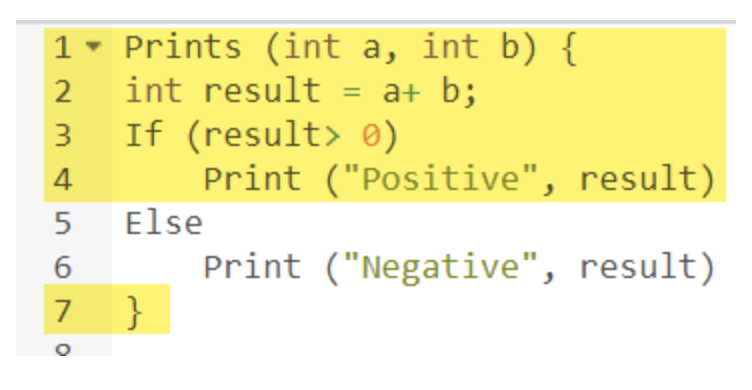 1 Prints (int a, int b) {
2 int result = a+ b;
3 If (result> 0)
4 Print ("Positive", result)
5 Else
6 Print ("Negative", result)
7 }
8